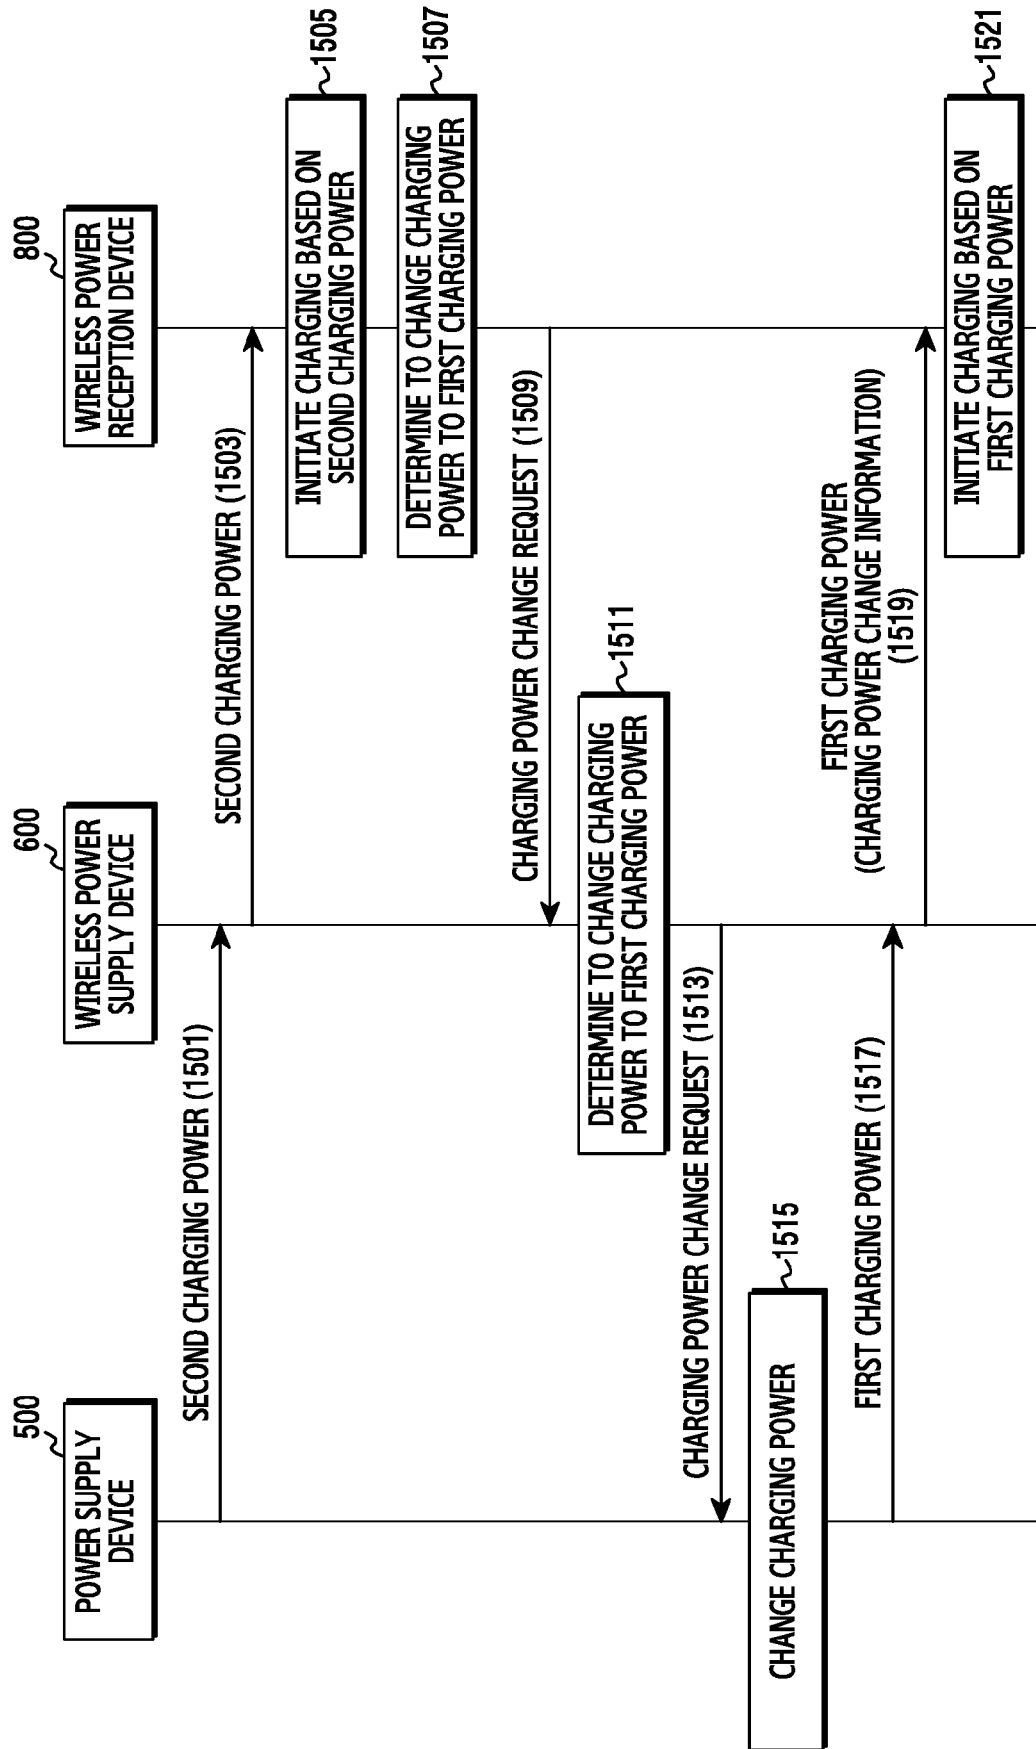 500
POWER SUPPLY
DEVICE
600
WIRELESS POWER
SUPPLY DEVICE
800
WIRELESS POWER
RECEPTION DEVICE
SECOND CHARGING POWER (1501)
SECOND CHARGING POWER (1503)
INITIATE CHARGING BASED ON
SECOND CHARGING POWER
1505
DETERMINE TO CHANGE CHARGING
POWER TO FIRST CHARGING POWER
1507
CHARGING POWER CHANGE REQUEST (1509)
DETERMINE TO CHANGE CHARGING
POWER TO FIRST CHARGING POWER
1511
CHARGING POWER CHANGE REQUEST (1513)
CHANGE CHARGING POWER
1515
FIRST CHARGING POWER (1517)
FIRST CHARGING POWER
(CHARGING POWER CHANGE INFORMATION)
(1519)
INITIATE CHARGING BASED ON
FIRST CHARGING POWER
1521